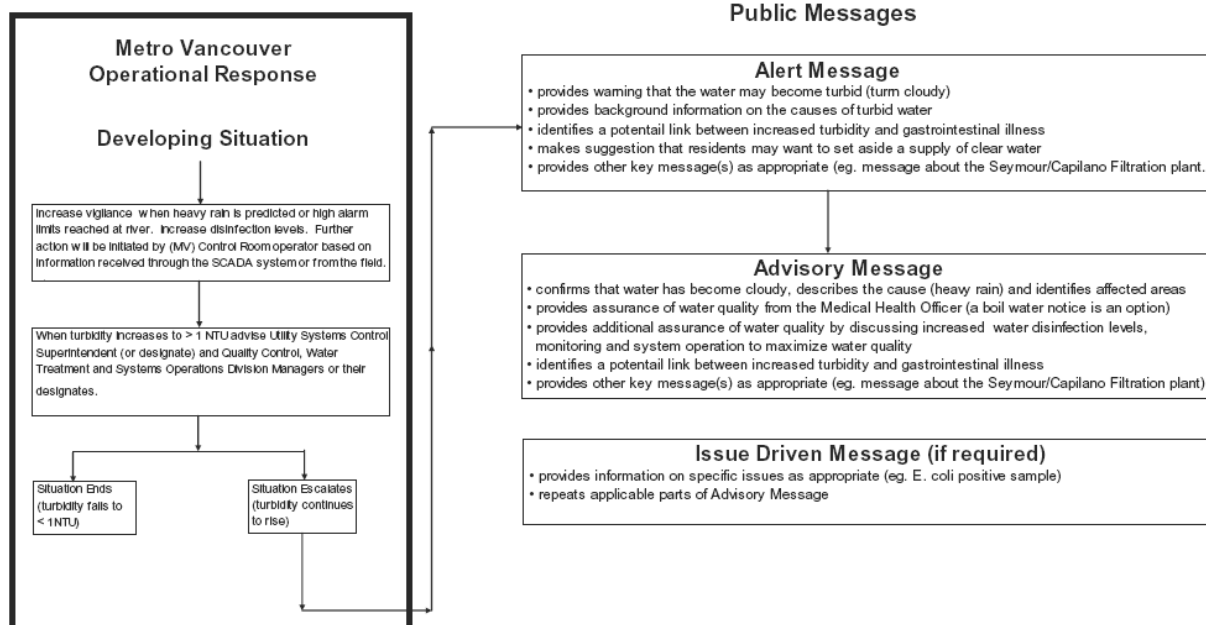 Metro Vancouver
Operational Response
Developing Situation
Increase vigilance when heavy rain is predicted or high alarm
limits reached at river. Increase disinfection levels. Further
action will be initiated by (MV) Control Room operator based on
information received through the SCADA system or from the field.
When turbidity increases to > 1 NTU advise Utility Systems Control
Superintendent (or designate) and Quality Control, Water
Treatment and Systems Operations Division Managers or their
designates.
Situation Ends
(turbidity falls to
< 1NTU)
Situation Escalates
(turbidity continues
to rise)
Public Messages
Alert Message
• provides warning that the water may become turbid (turn cloudy)
• provides background information on the causes of turbid water
• identifies a potentail link between increased turbidity and gastrointestinal illness
• makes suggestion that residents may want to set aside a supply of clear water
• provides other key message(s) as appropriate (eg. message about the Seymour/Capilano Filtration plant.
Advisory Message
• confirms that water has become cloudy, describes the cause (heavy rain) and identifies affected areas
• provides assurance of water quality from the Medical Health Officer (a boil water notice is an option)
• provides additional assurance of water quality by discussing increased water disinfection levels,
monitoring and system operation to maximize water quality
• identifies a potentail link between increased turbidity and gastrointestinal illness
• provides other key message(s) as appropriate (eg. message about the Seymour/Capilano Filtration plant)
Issue Driven Message (if required)
• provides information on specific issues as appropriate (eg. E. coli positive sample)
• repeats applicable parts of Advisory Message